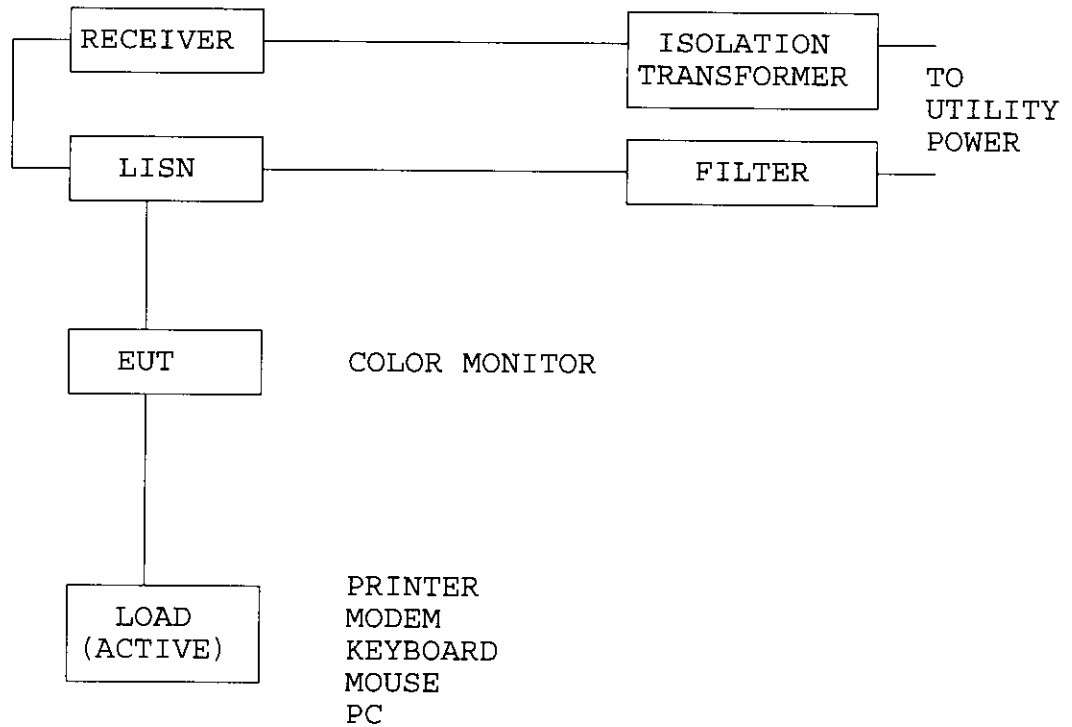 RECEIVER
ISOLATION
TRANSFORMER
TO
UTILITY
POWER
LISN
FILTER
EUT
COLOR MONITOR
LOAD
(ACTIVE)
PRINTER
MODEM
KEYBOARD
MOUSE
PC